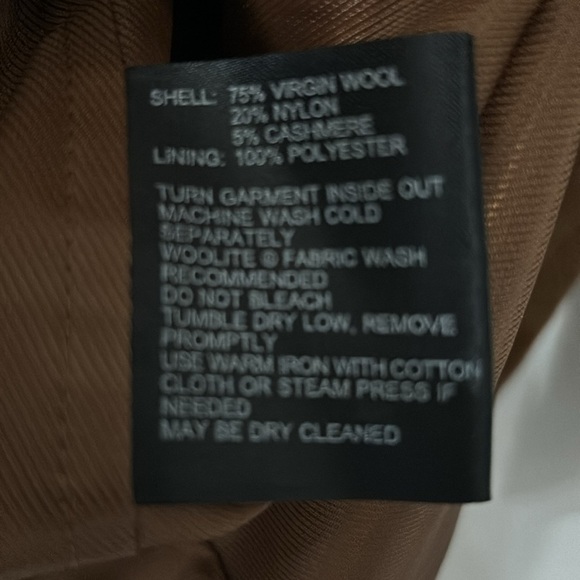 SHELL: 75% VIRGIN WOOL
20% NYLON
5% CASHMERE
LINING: 100% POLYESTER
TURN GARMENT INSIDE OUT
MACHINE WASH COLD
SEPARATELY
WOOLITE ® FABRIC WASH
RECOMMENDED
DO NOT BLEACH
TUMBLE DRY LOW, REMOVE
PROMPTLY
USE WARM IRON WITH COTTON
CLOTH OR STEAM PRESS IF
NEEDED
MAY BE DRY CLEANED